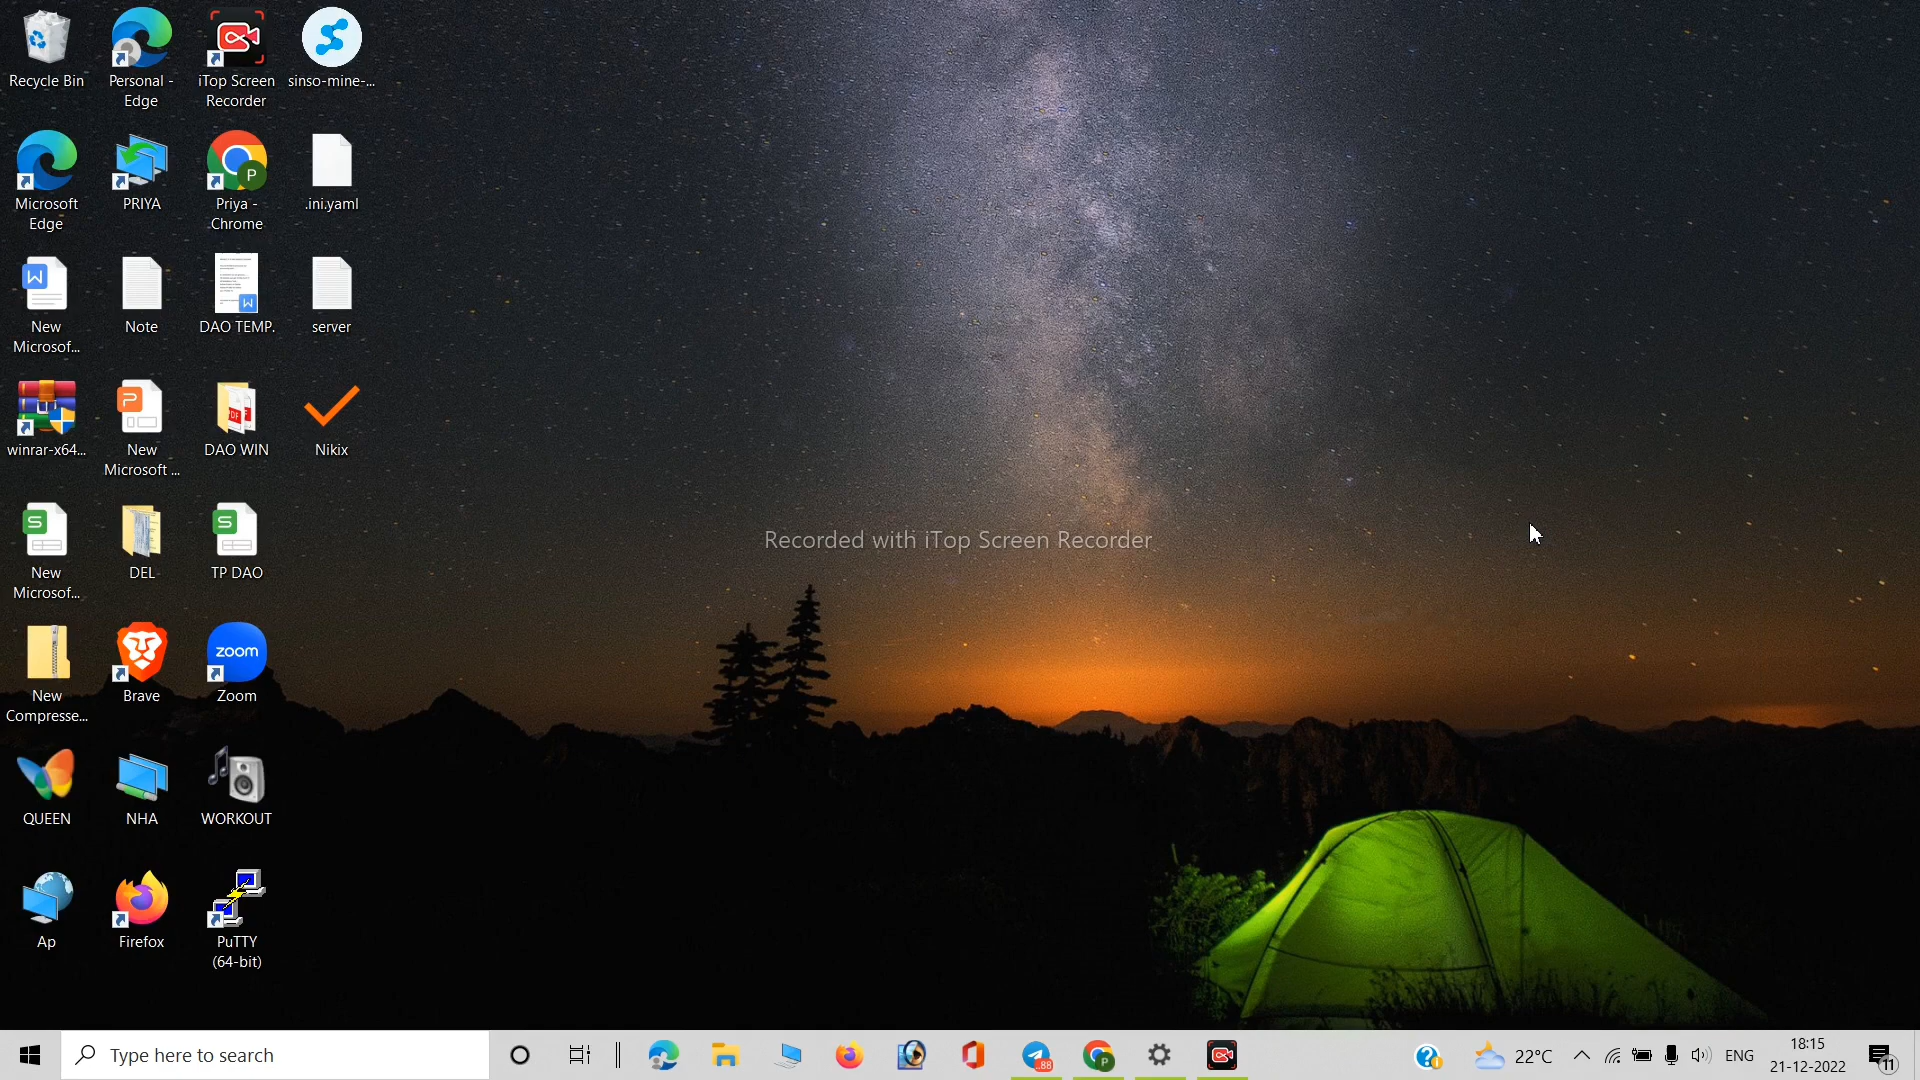 Recycle Bin
Personal -
Edge
iTop Screen
Recorder
sinso-mine-...
Microsoft
Edge
PRIYA
Priya -
Chrome
P
.ini.yaml
W
New
Microsof...
Note
W
DAO TEMP.
server
winrar-x64...
P
New
Microsoft ...
PDF
DAO WIN
Nikix
S
New
Microsof...
DEL
S
TP DAO
New
Compresse...
Brave
zoom
Zoom
QUEEN
NHA
WORKOUT
Ap
Firefox
PuTTY
(64-bit)
Recorded with iTop Screen Recorder
Type here to search
..88
P
22°C
ENG
18:15
21-12-2022
11